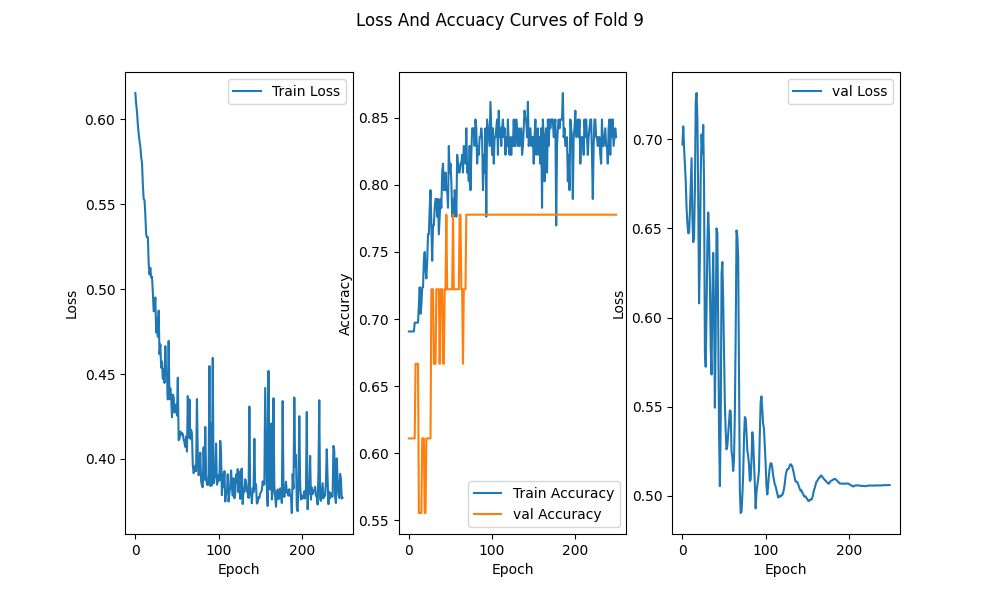 Loss And Accuacy Curves of Fold 9
Train Loss
0.60
0.55
0.50
0.45
0.40
Loss
0
100
200
Epoch
0.85
0.80
0.75
0.70
0.65
0.60
0.55
Accuracy
Train Accuracy
val Accuracy
0
100
200
Epoch
val Loss
0.70
0.65
0.60
0.55
0.50
Loss
0
100
200
Epoch